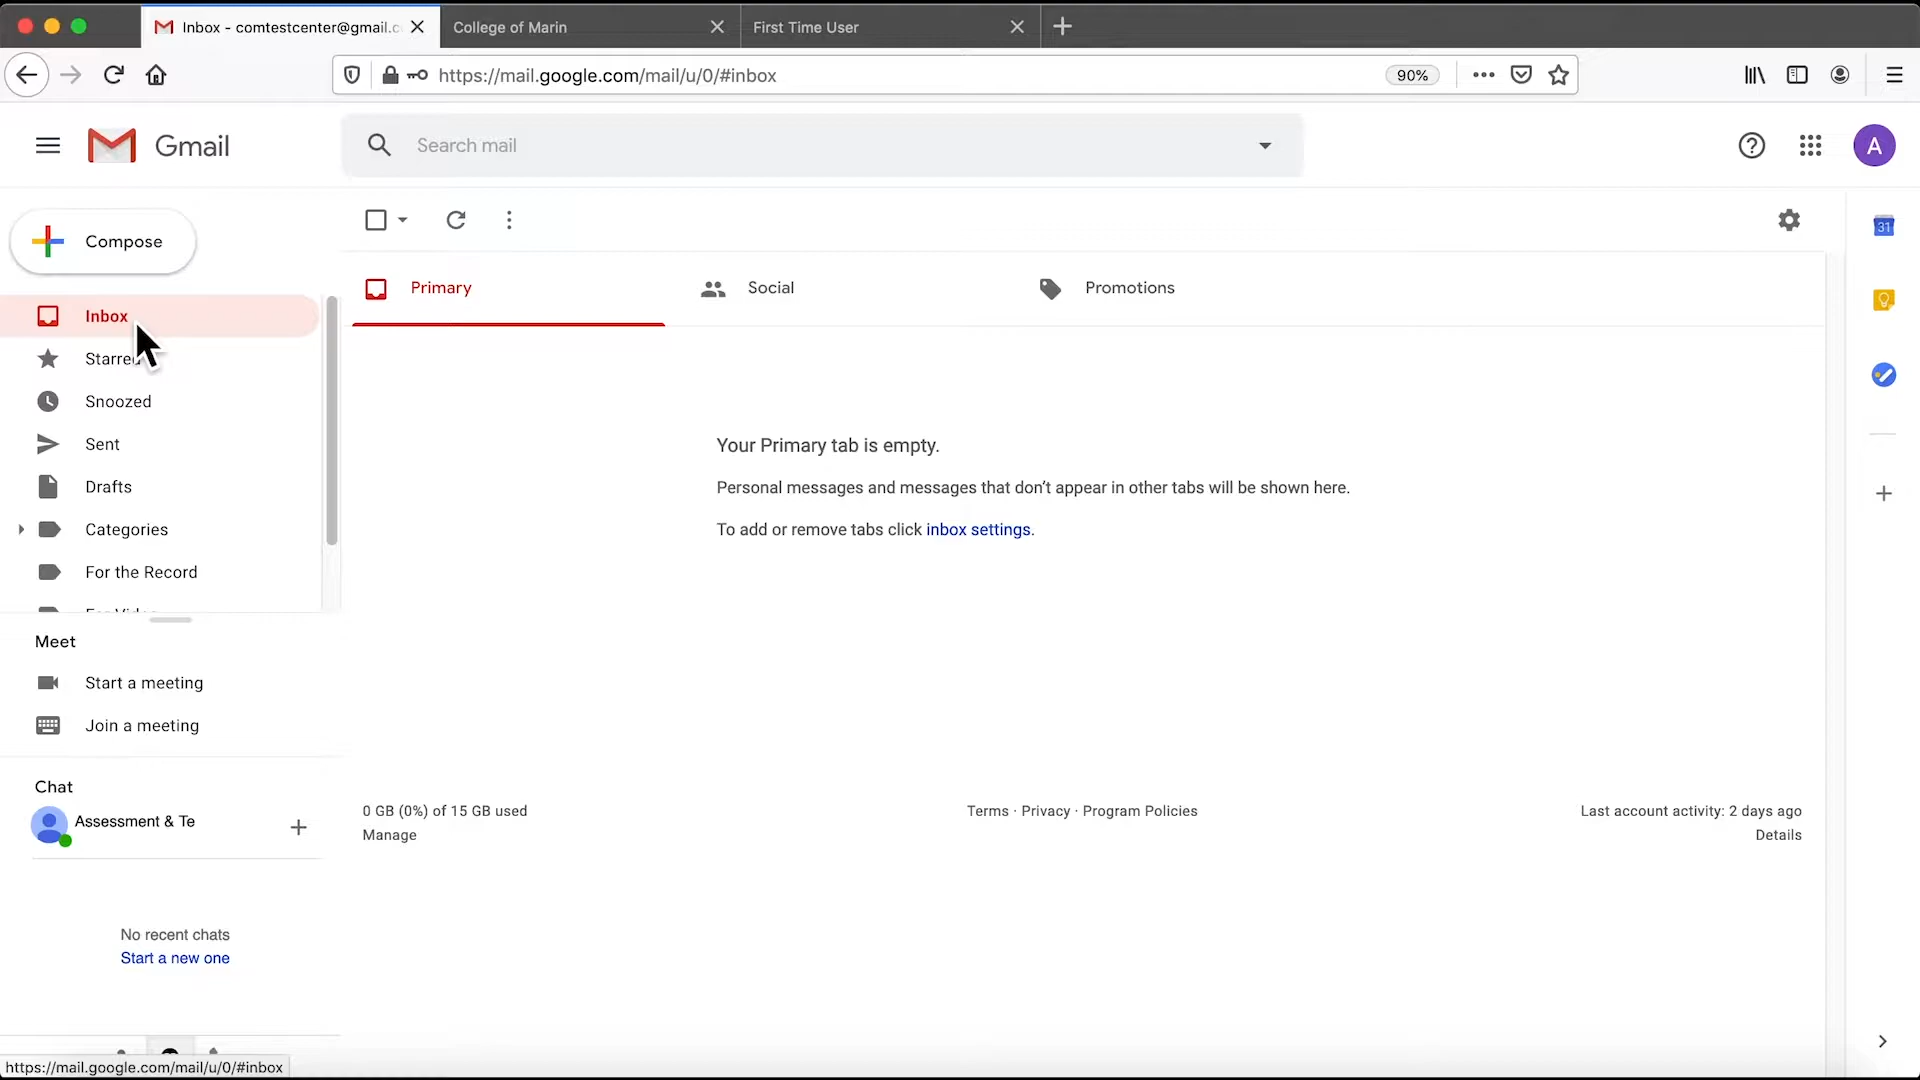 Inbox - comtestcenter@gmail.c
College of Marin
First Time User
https://mail.google.com/mail/u/0/#inbox
90%
Gmail
Search mail
A
Compose
31
Primary
Social
Promotions
Inbox
Starred
Snoozed
Sent
Drafts
Categories
For the Record
Your Primary tab is empty.
Personal messages and messages that don't appear in other tabs will be shown here.
To add or remove tabs click inbox settings.
Meet
Start a meeting
Join a meeting
Chat
Assessment & Te
0 GB (0%) of 15 GB used
Manage
Terms · Privacy · Program Policies
Last account activity: 2 days ago
Details
No recent chats
Start a new one
https://mail.google.com/mail/u/0/#inbox